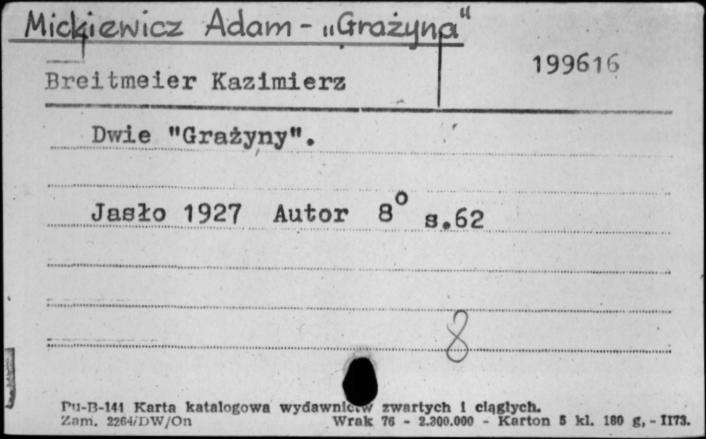 Mickiewicz Adam - „Grażyna"
199616
Breitmeier Kazimierz
Dwie "Grażyny".
Jasło 1927 Autor 8° s.62
8
Pu-B-141 Karta katalogowa wydawnictw zwartych i ciągłych.
Zam. 2264/DW/On Wrak 76 - 2.300.000 - Karton 5 kl. 180 g, - II73.